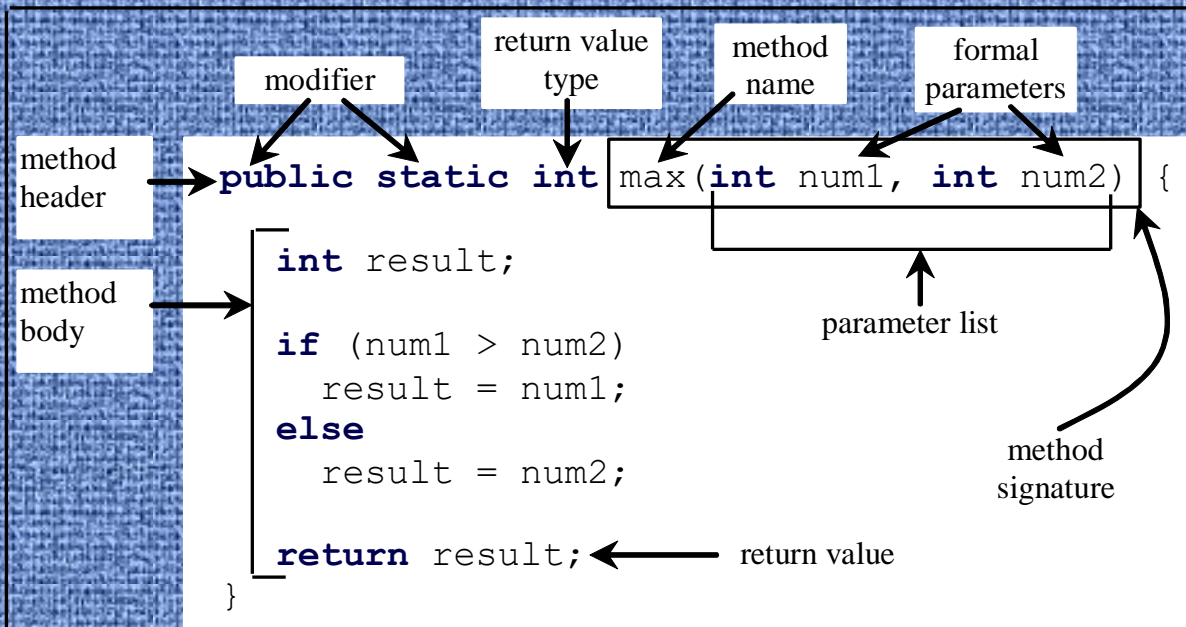 return value
type
method
name
formal
parameters
modifier
method
header
public static int max(int num1, int num2) {
method
body
int result;
parameter list
if (num1 > num2)
result = num1;
else
result = num2;
method
signature
return result;
return value
}